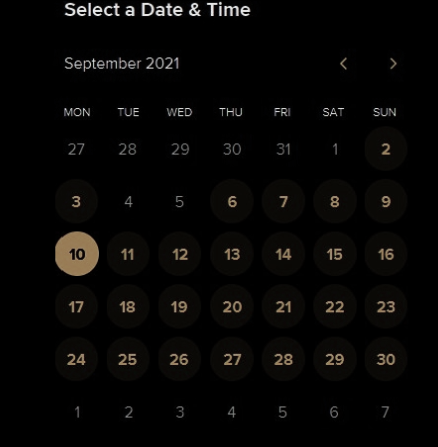 Select a Date & Time
September 2021
MON TUE WED THU FRI SAT SUN
27 28 29 30 31 1 2
3 4 5 6 7 8 9
10 11 12 13 14 15 16
17 18 19 20 21 22 23
24 25 26 27 28 29 30
1 2 3 4 5 6 7